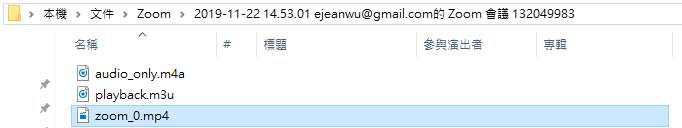 本機 > 文件 > Zoom > 2019-11-22 14.53.01 ejeanwu@gmail.com的 Zoom 會議 132049983
名稱 # 標題 參與演出者 專輯
audio_only.m4a
playback.m3u
zoom_0.mp4